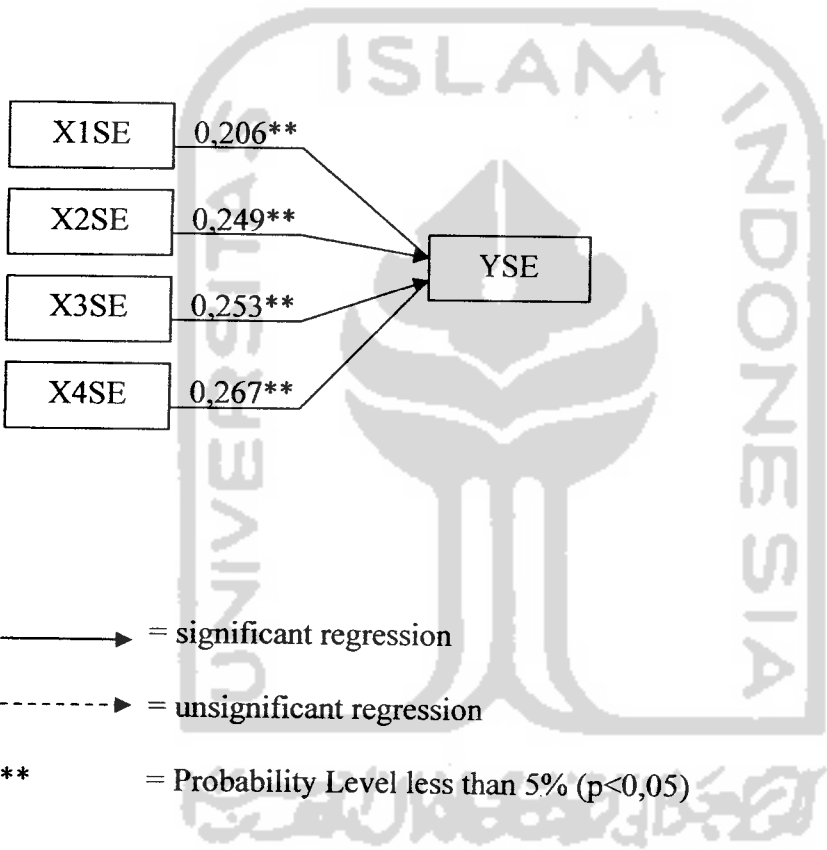 ISLAM
UNIVERSITAS
INDONESIA
X1SE 0,206**
X2SE 0,249**
YSE
X3SE 0,253**
X4SE 0,267**
= significant regression
= unsignificant regression
** = Probability Level less than 5% (p<0,05)